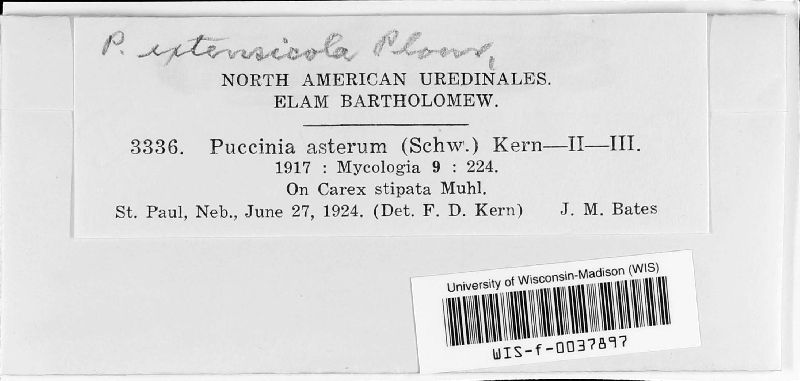 P. extensicola Plowr.
NORTH AMERICAN UREDINALES.
ELAM BARTHOLOMEW.
3336. Puccinia asterum (Schw.) Kern—II—III.
1917 : Mycologia 9 : 224.
On Carex stipata Muhl.
St. Paul, Neb., June 27, 1924. (Det. F. D. Kern) J. M. Bates
University of Wisconsin-Madison (WIS)
WIS-f-0037897